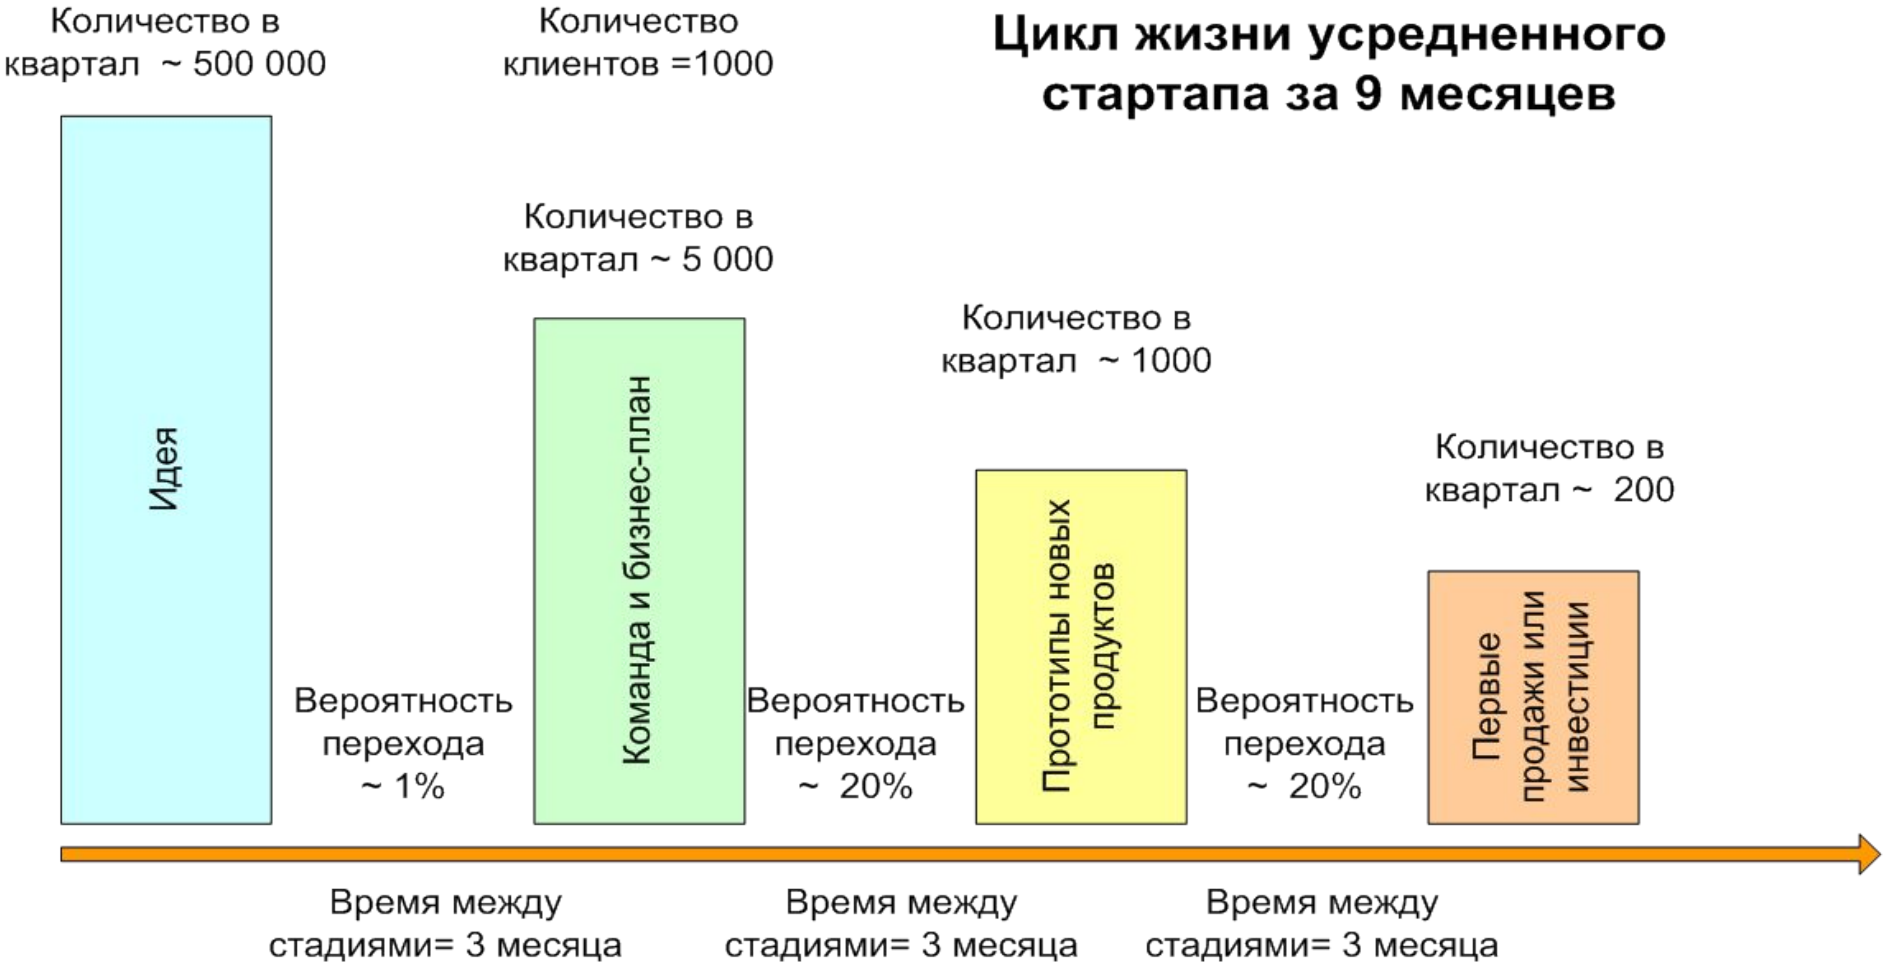 Количество в
квартал ~ 500 000
Количество
клиентов =1000
Цикл жизни усредненного
стартапа за 9 месяцев
Количество в
квартал ~ 5 000
Количество в
квартал ~ 1000
Количество в
квартал ~ 200
Идея
Вероятность
перехода
~ 1%
Команда и бизнес-план
Вероятность
перехода
~ 20%
Прототипы новых
продуктов
Вероятность
перехода
~ 20%
Первые
продажи или
инвестиции
Время между
стадиями= 3 месяца
Время между
стадиями= 3 месяца
Время между
стадиями= 3 месяца